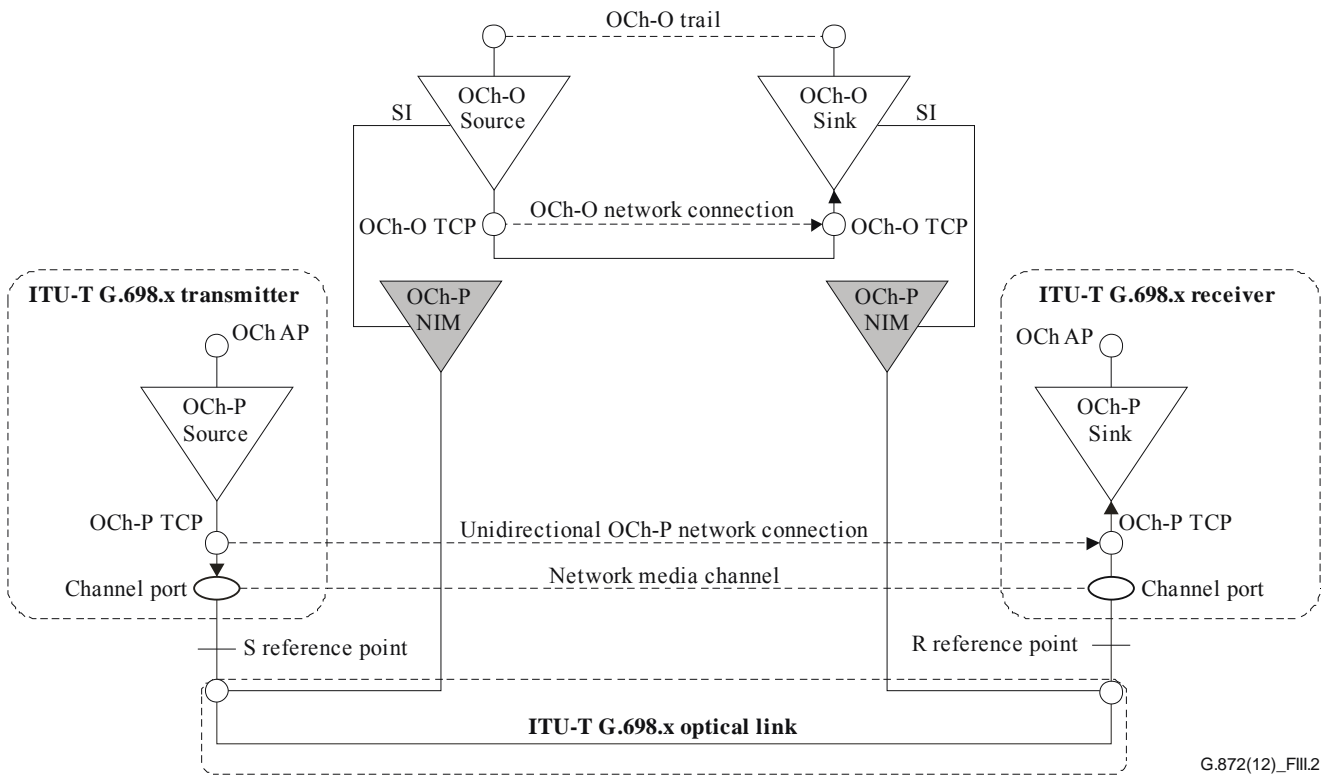 OCh-O trail
OCh-O
Source
OCh-O
Sink
SI
SI
OCh-O network connection
OCh-O TCP
OCh-O TCP
ITU-T G.698.x transmitter
OCh-P
NIM
OCh-P
NIM
ITU-T G.698.x receiver
OCh AP
OCh AP
OCh-P
Source
OCh-P
Sink
OCh-P TCP
Unidirectional OCh-P network connection
OCh-P TCP
Channel port
Network media channel
Channel port
S reference point
R reference point
ITU-T G.698.x optical link
G.872(12)_FIII.2